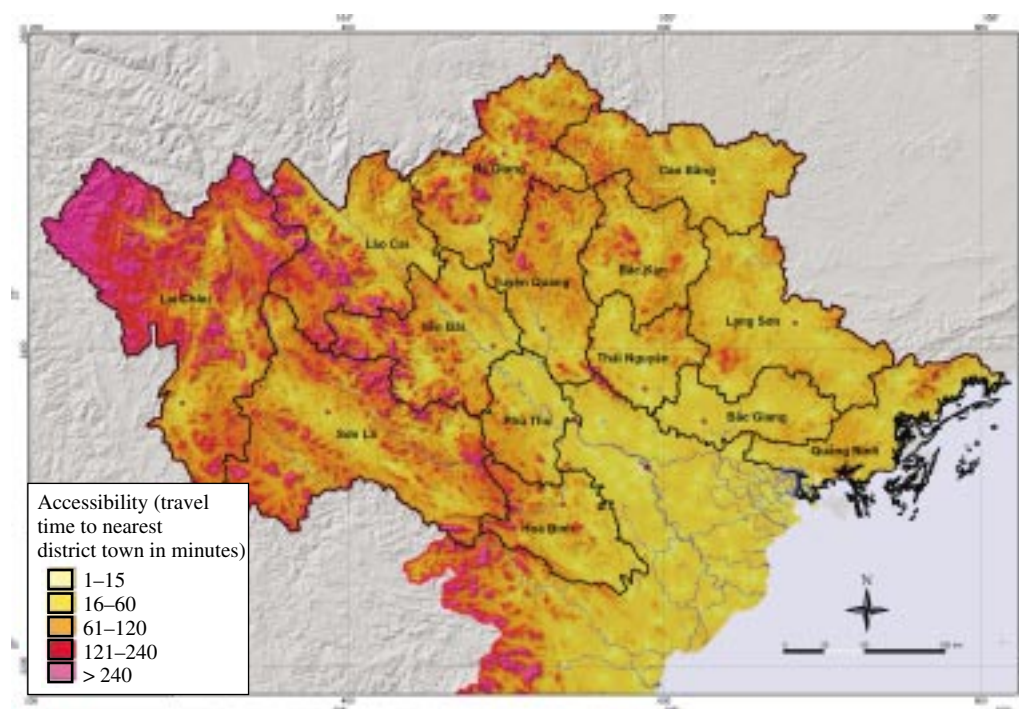 Ha Giang
Cao Bằng
Lào Cai
Bắc Kạn
Lai Châu
Tuyên Quang
Lạng Sơn
Yên Bái
Thái Nguyên
Bắc Giang
Phú Thọ
Sơn La
Quảng Ninh
Hoà Bình
Accessibility (travel
time to nearest
district town in minutes)
1–15
16–60
61–120
121–240
> 240
N